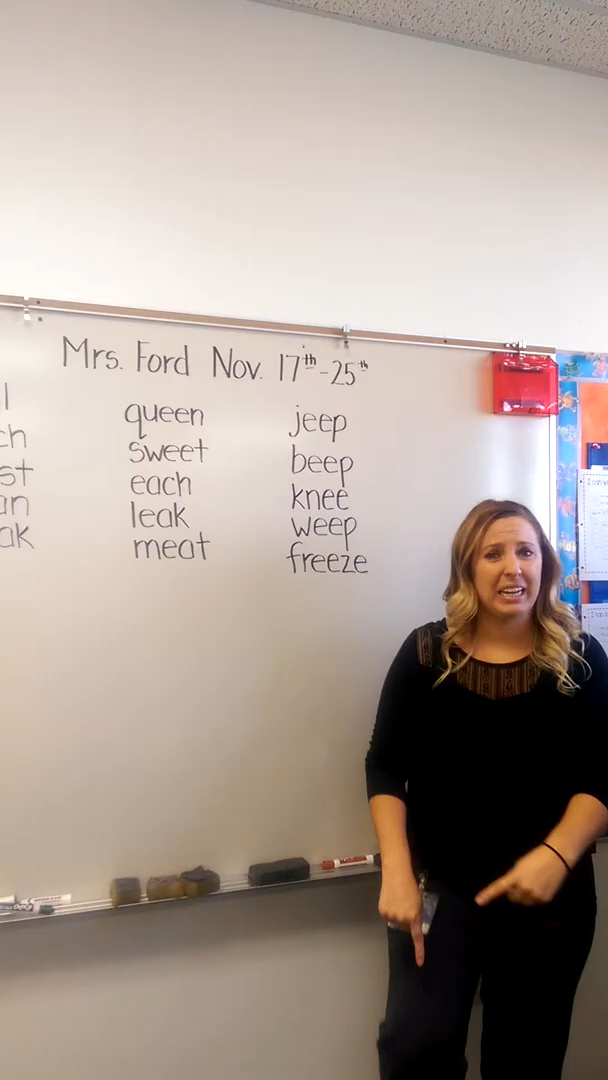 Mrs. Ford Nov. 17th - 25th
queen
sweet
each
leak
meat
jeep
beep
knee
weep
freeze